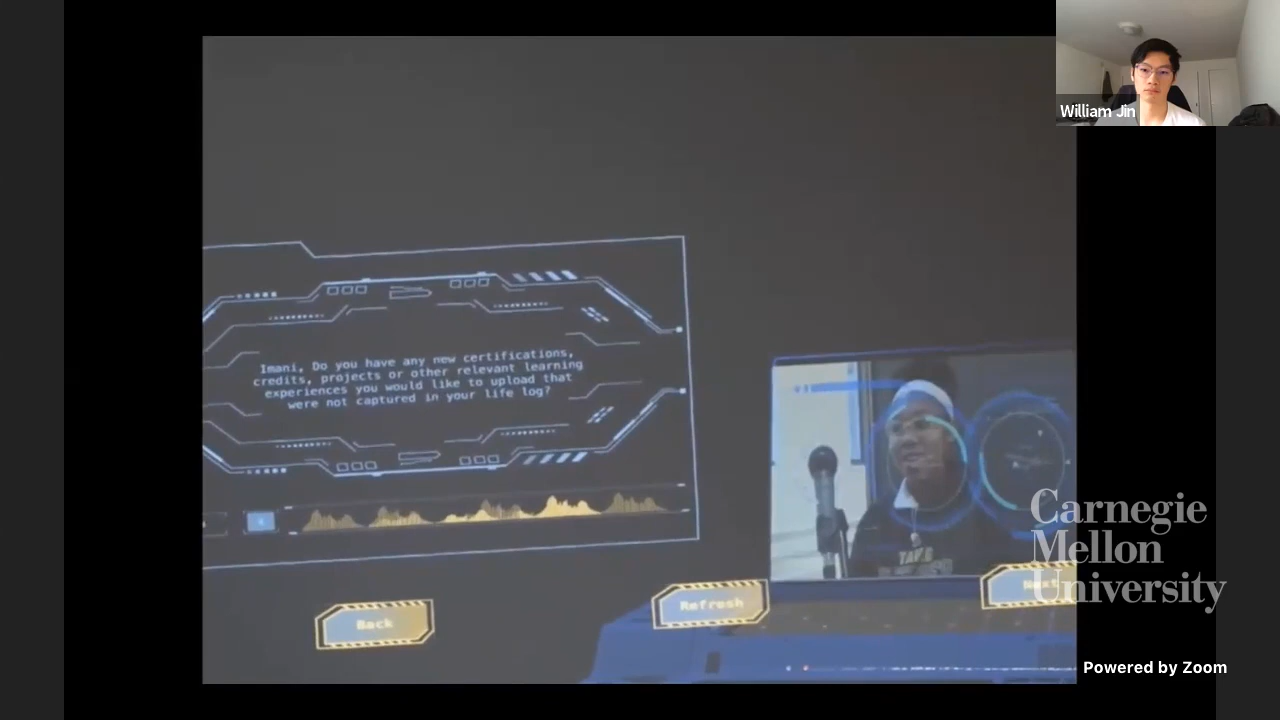 William Jin
Imani, Do you have any new certifications,
credits, projects or other relevant learning
experiences you would like to upload that
were not captured in your life log?
Back
Refresh
Next
Carnegie
Mellon
University
Powered by Zoom